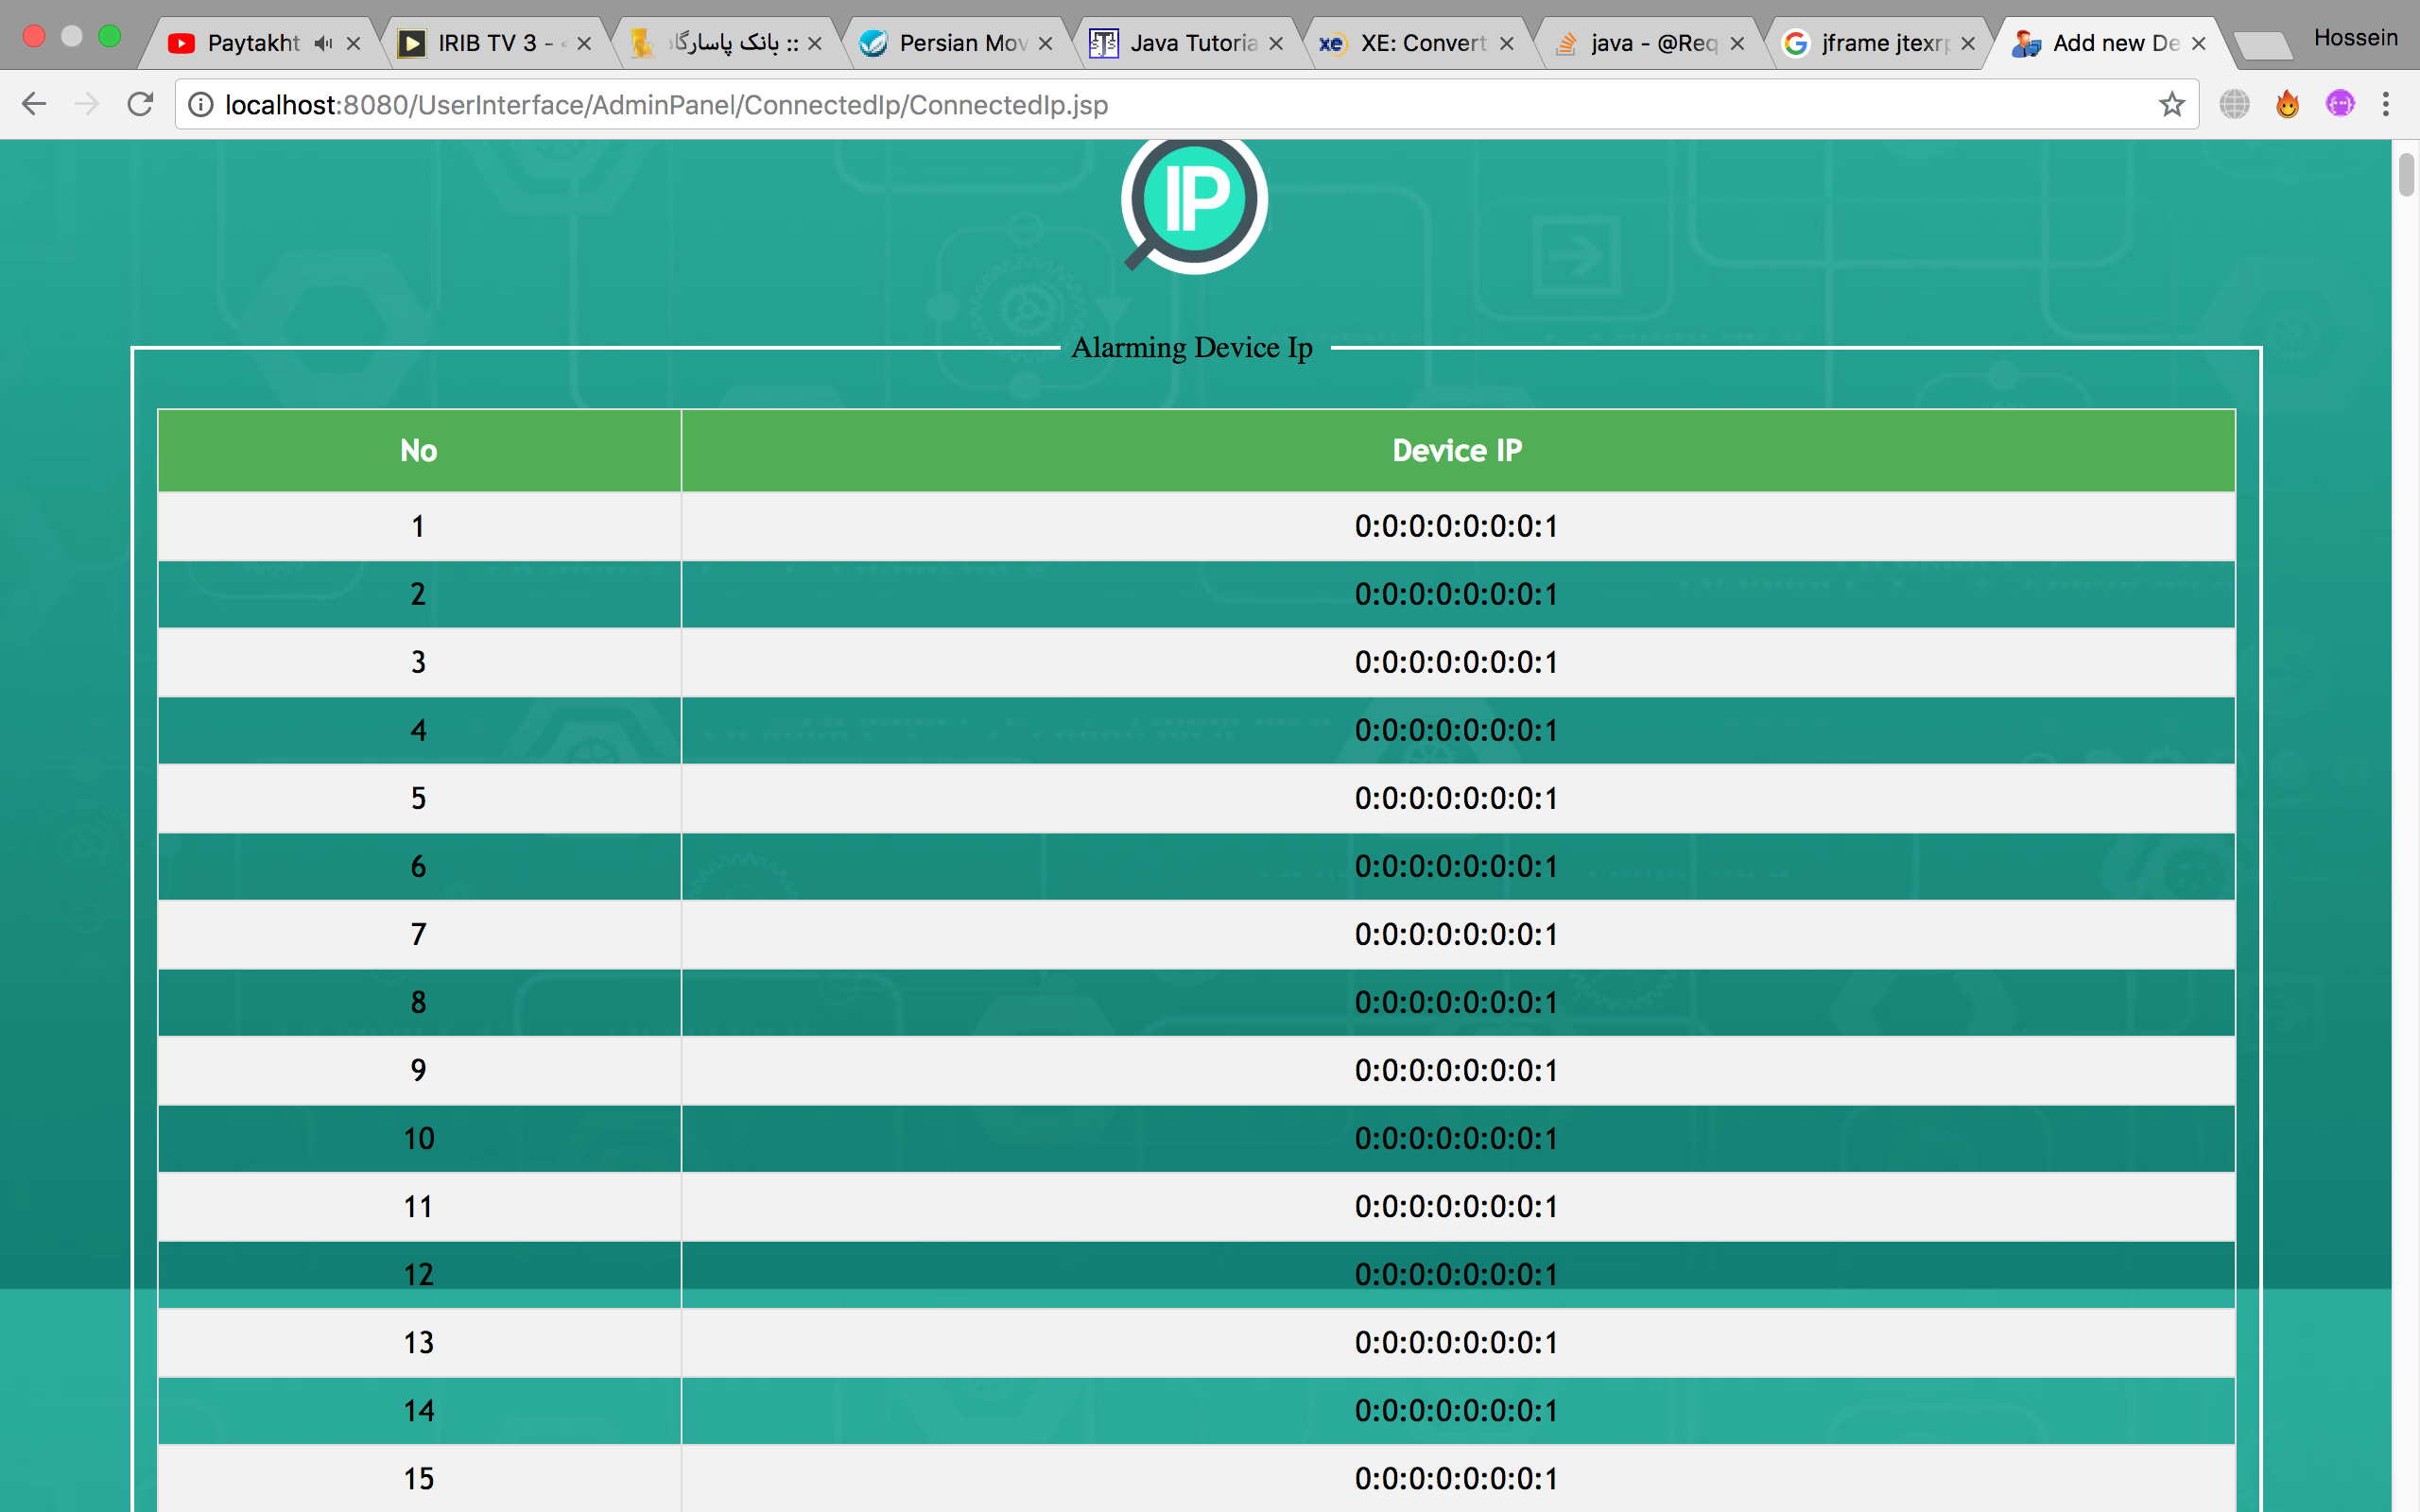 Paytakht
IRIB TV 3 -
بانک پاسارگاد ::
Persian Mov
Java Tutoria
XE: Convert
java - @Req
jframe jtexrp
Add new De
Hossein
localhost:8080/UserInterface/AdminPanel/ConnectedIp/ConnectedIp.jsp
IP
Alarming Device Ip
No Device IP
1 0:0:0:0:0:0:0:1
2 0:0:0:0:0:0:0:1
3 0:0:0:0:0:0:0:1
4 0:0:0:0:0:0:0:1
5 0:0:0:0:0:0:0:1
6 0:0:0:0:0:0:0:1
7 0:0:0:0:0:0:0:1
8 0:0:0:0:0:0:0:1
9 0:0:0:0:0:0:0:1
10 0:0:0:0:0:0:0:1
11 0:0:0:0:0:0:0:1
12 0:0:0:0:0:0:0:1
13 0:0:0:0:0:0:0:1
14 0:0:0:0:0:0:0:1
15 0:0:0:0:0:0:0:1